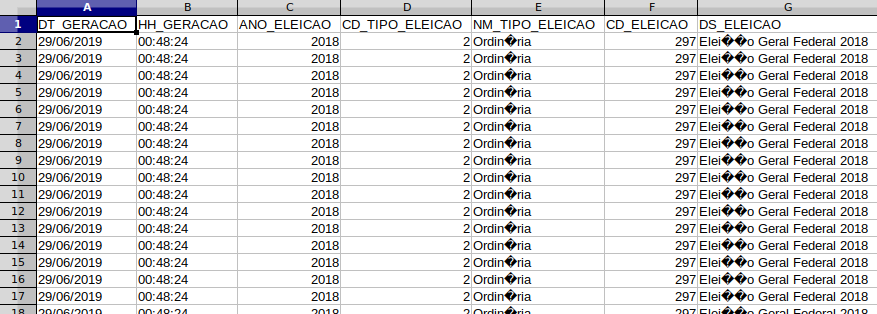 A B C D E F G
1 DT_GERACAO HH_GERACAO ANO_ELEICAO CD_TIPO_ELEICAO NM_TIPO_ELEICAO CD_ELEICAO DS_ELEICAO
2 29/06/2019 00:48:24 2018 2 Ordin�ria 297 Elei��o Geral Federal 2018
3 29/06/2019 00:48:24 2018 2 Ordin�ria 297 Elei��o Geral Federal 2018
4 29/06/2019 00:48:24 2018 2 Ordin�ria 297 Elei��o Geral Federal 2018
5 29/06/2019 00:48:24 2018 2 Ordin�ria 297 Elei��o Geral Federal 2018
6 29/06/2019 00:48:24 2018 2 Ordin�ria 297 Elei��o Geral Federal 2018
7 29/06/2019 00:48:24 2018 2 Ordin�ria 297 Elei��o Geral Federal 2018
8 29/06/2019 00:48:24 2018 2 Ordin�ria 297 Elei��o Geral Federal 2018
9 29/06/2019 00:48:24 2018 2 Ordin�ria 297 Elei��o Geral Federal 2018
10 29/06/2019 00:48:24 2018 2 Ordin�ria 297 Elei��o Geral Federal 2018
11 29/06/2019 00:48:24 2018 2 Ordin�ria 297 Elei��o Geral Federal 2018
12 29/06/2019 00:48:24 2018 2 Ordin�ria 297 Elei��o Geral Federal 2018
13 29/06/2019 00:48:24 2018 2 Ordin�ria 297 Elei��o Geral Federal 2018
14 29/06/2019 00:48:24 2018 2 Ordin�ria 297 Elei��o Geral Federal 2018
15 29/06/2019 00:48:24 2018 2 Ordin�ria 297 Elei��o Geral Federal 2018
16 29/06/2019 00:48:24 2018 2 Ordin�ria 297 Elei��o Geral Federal 2018
17 29/06/2019 00:48:24 2018 2 Ordin�ria 297 Elei��o Geral Federal 2018
18 29/06/2019 00:48:24 2018 2 Ordin�ria 297 Elei��o Geral Federal 2018